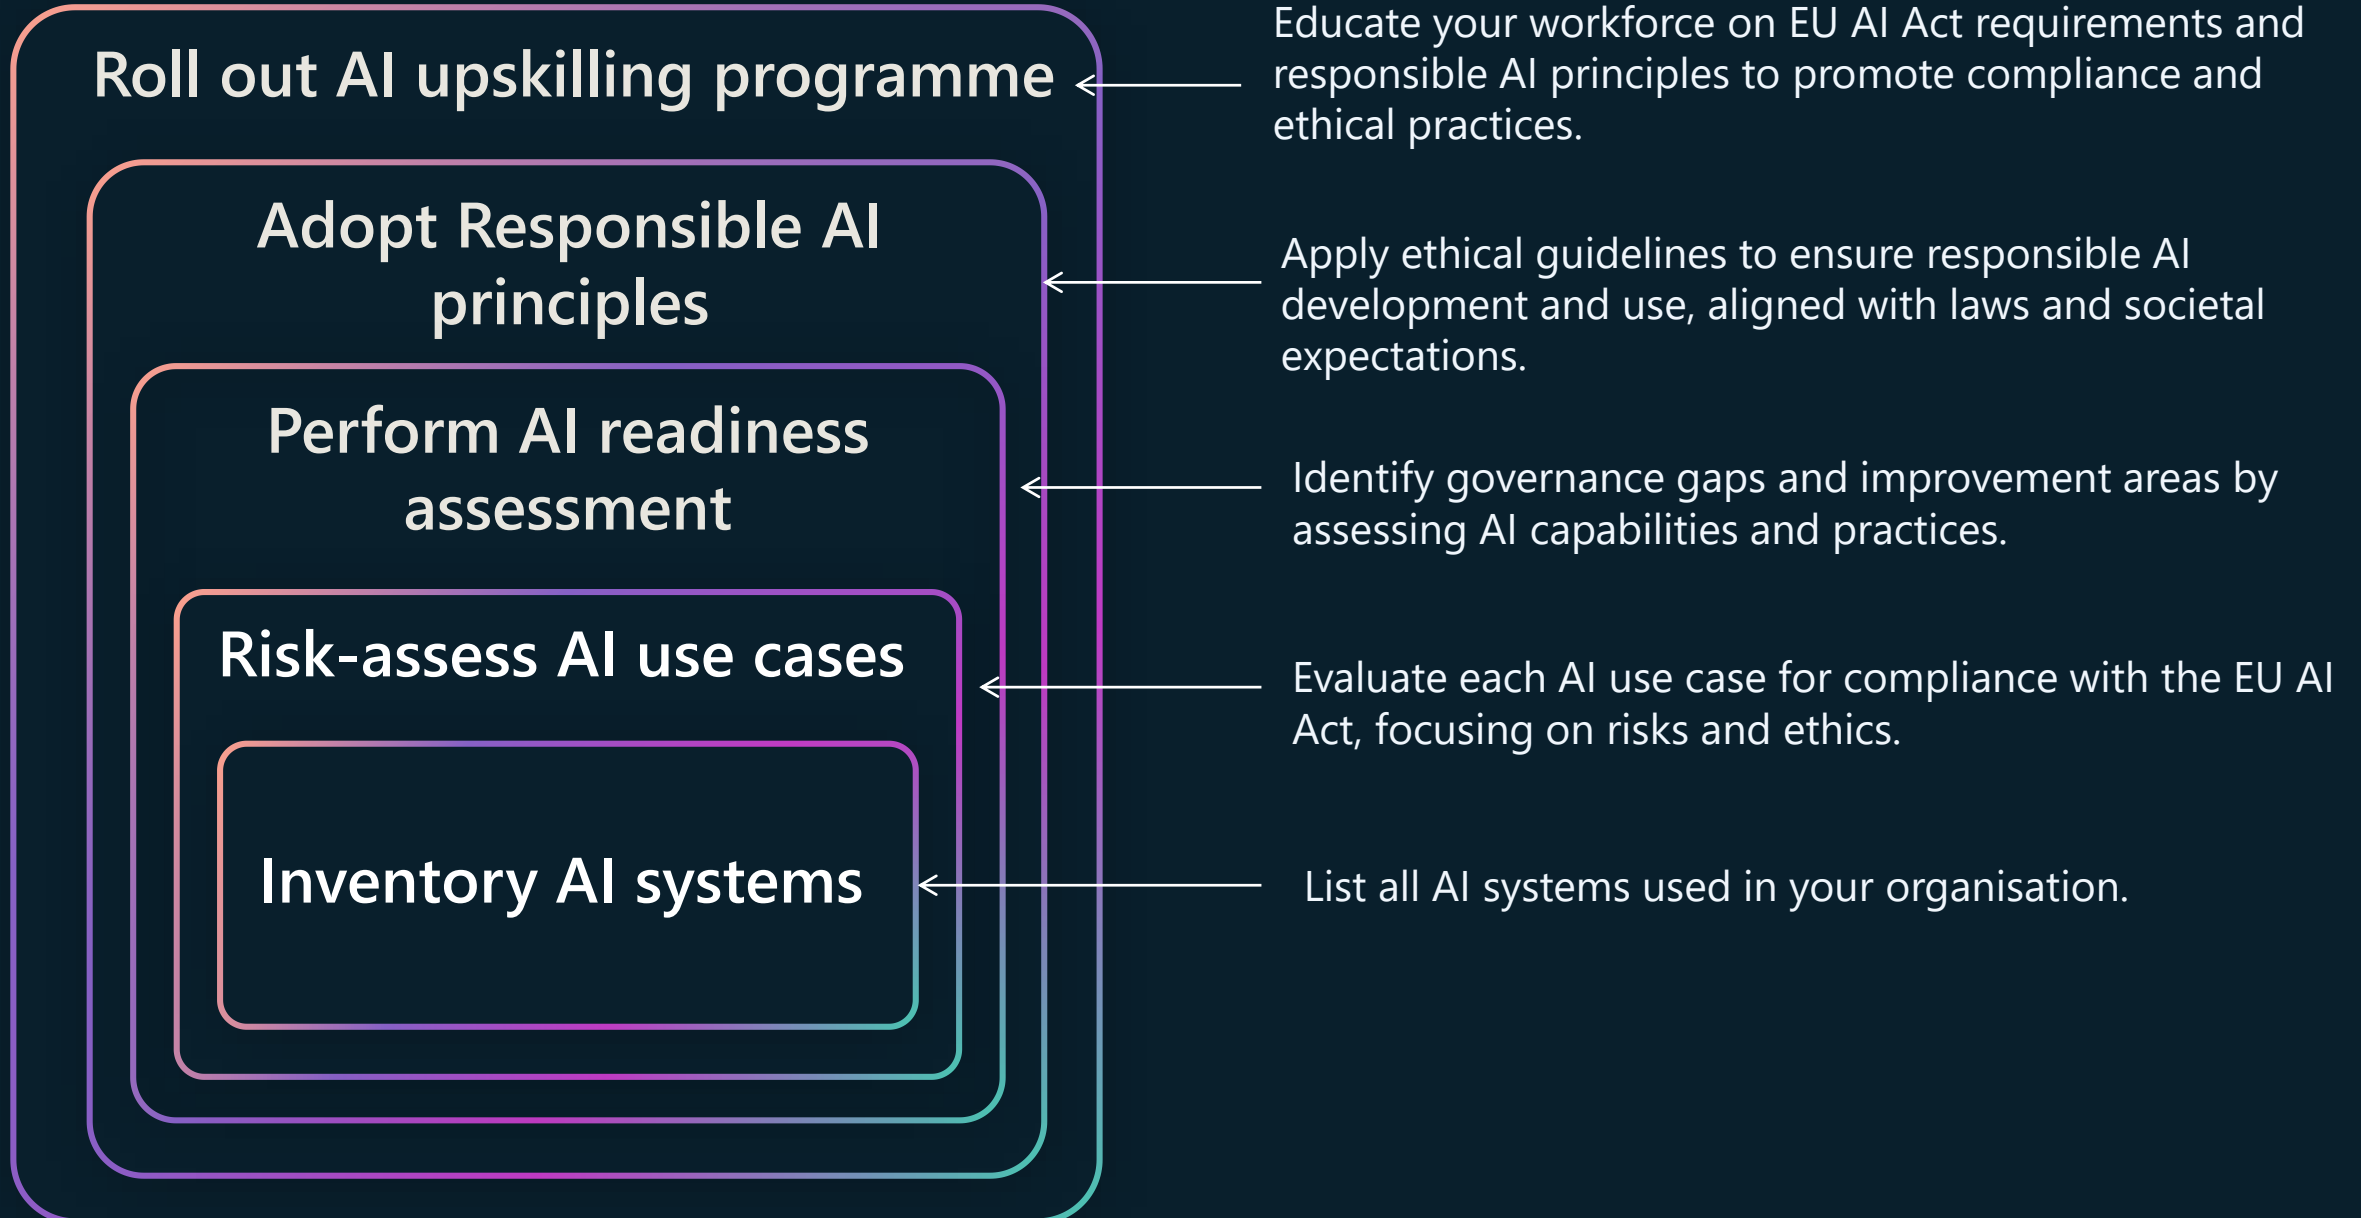 Roll out AI upskilling programme
Educate your workforce on EU AI Act requirements and
responsible AI principles to promote compliance and
ethical practices.
Adopt Responsible AI
principles
Apply ethical guidelines to ensure responsible AI
development and use, aligned with laws and societal
expectations.
Perform AI readiness
assessment
Identify governance gaps and improvement areas by
assessing AI capabilities and practices.
Risk-assess AI use cases
Evaluate each AI use case for compliance with the EU AI
Act, focusing on risks and ethics.
Inventory AI systems
List all AI systems used in your organisation.